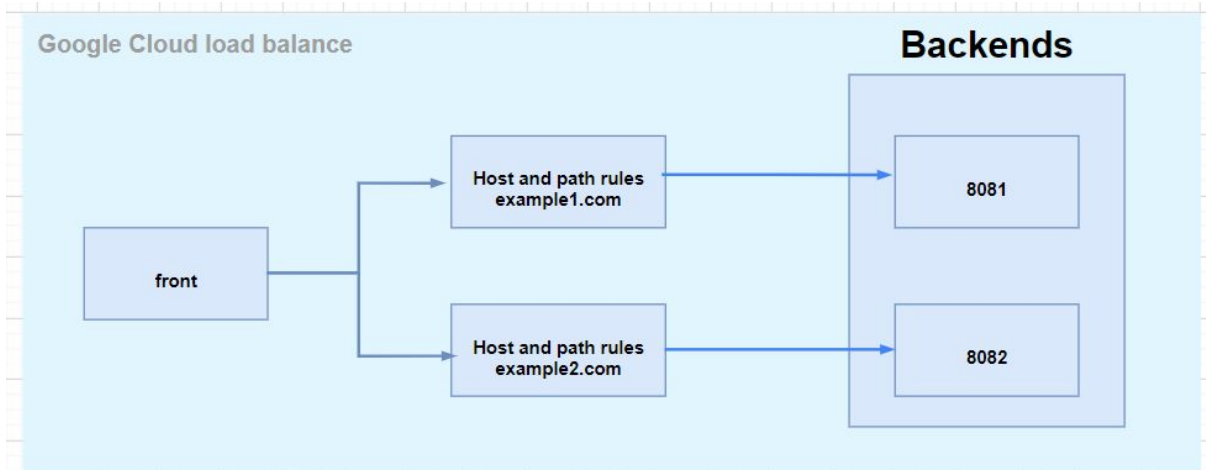 Google Cloud load balance
Backends
Host and path rules
example1.com
8081
front
Host and path rules
example2.com
8082